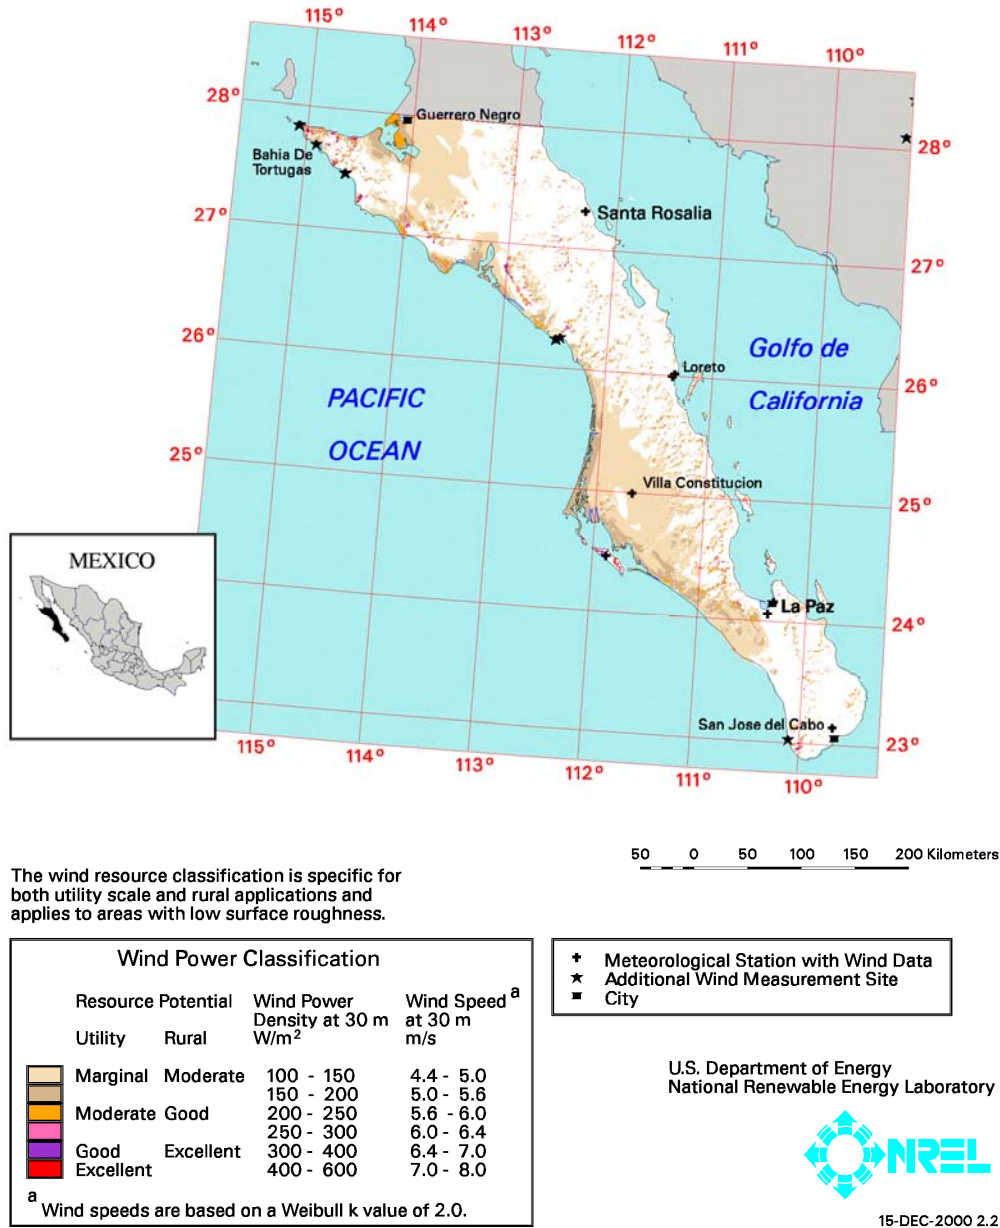 115°
114°
113°
112°
111°
110°
28°
Guerrero Negro
28°
Bahia De
Tortugas
27°
Santa Rosalia
27°
26°
Golfo de
California
Loreto
26°
PACIFIC
OCEAN
25°
Villa Constitucion
25°
MEXICO
La Paz
24°
San Jose del Cabo
23°
115°
114°
113°
112°
111°
110°
50 0 50 100 150 200 Kilometers
The wind resource classification is specific for
both utility scale and rural applications and
applies to areas with low surface roughness.
Wind Power Classification
Resource Potential Wind Power Wind Speed a
Density at 30 m at 30 m
Utility Rural W/m2 m/s
Marginal Moderate 100 - 150 4.4 - 5.0
150 - 200 5.0 - 5.6
Moderate Good 200 - 250 5.6 - 6.0
250 - 300 6.0 - 6.4
Good Excellent 300 - 400 6.4 - 7.0
Excellent 400 - 600 7.0 - 8.0
a Wind speeds are based on a Weibull k value of 2.0.
Meteorological Station with Wind Data
Additional Wind Measurement Site
City
U.S. Department of Energy
National Renewable Energy Laboratory
NREL
15-DEC-2000 2.2